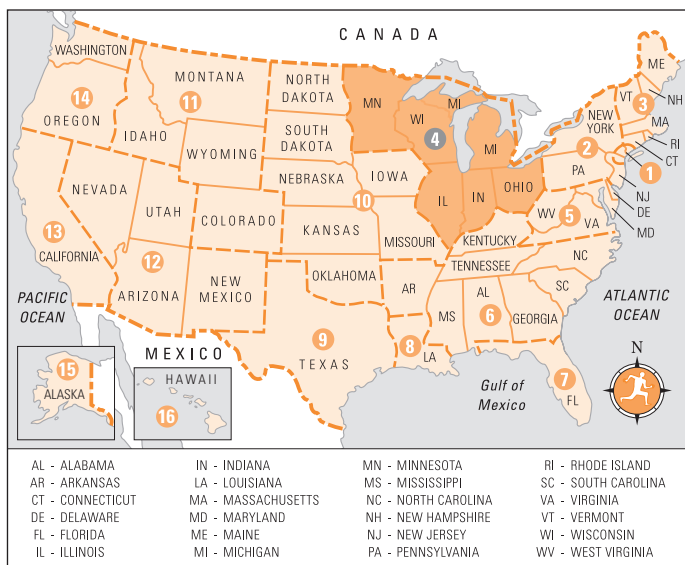 CANADA
WASHINGTON
14
OREGON
MONTANA
11
IDAHO
WYOMING
NORTH
DAKOTA
SOUTH
DAKOTA
MN
WI
4
MI
MI
ME
VT
3
NH
NEW
YORK
MA
2
RI
CT
1
PA
NJ
DE
MD
NEVADA
UTAH
COLORADO
NEBRASKA
IOWA
10
KANSAS
MISSOURI
IL
IN
OHIO
WV
5
VA
KENTUCKY
13
CALIFORNIA
12
ARIZONA
NEW
MEXICO
OKLAHOMA
AR
TENNESSEE
NC
SC
MS
AL
6
GEORGIA
PACIFIC
OCEAN
ATLANTIC
OCEAN
9
TEXAS
8
LA
7
FL
MEXICO
Gulf of
Mexico
N
15
ALASKA
HAWAII
16
AL - ALABAMA
AR - ARKANSAS
CT - CONNECTICUT
DE - DELAWARE
FL - FLORIDA
IL - ILLINOIS
IN - INDIANA
LA - LOUISIANA
MA - MASSACHUSETTS
MD - MARYLAND
ME - MAINE
MI - MICHIGAN
MN - MINNESOTA
MS - MISSISSIPPI
NC - NORTH CAROLINA
NH - NEW HAMPSHIRE
NJ - NEW JERSEY
PA - PENNSYLVANIA
RI - RHODE ISLAND
SC - SOUTH CAROLINA
VA - VIRGINIA
VT - VERMONT
WI - WISCONSIN
WV - WEST VIRGINIA